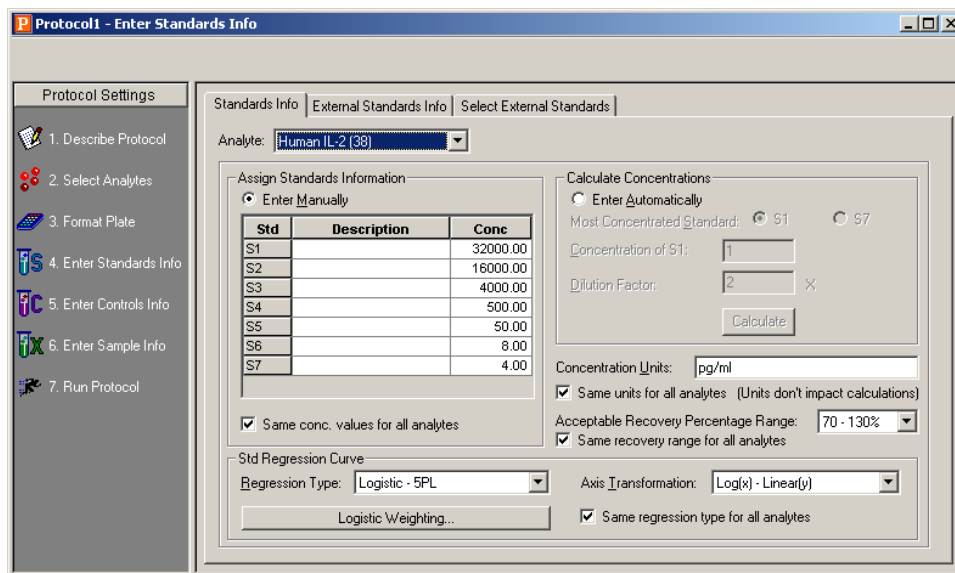 Protocol1 - Enter Standards Info
Protocol Settings
1. Describe Protocol
2. Select Analytes
3. Format Plate
4. Enter Standards Info
5. Enter Controls Info
6. Enter Sample Info
7. Run Protocol
Standards Info External Standards Info Select External Standards
Analyte: Human IL-2 (38)
Assign Standards Information
Enter Manually
Std Description Conc
S1 32000.00
S2 16000.00
S3 4000.00
S4 500.00
S5 50.00
S6 8.00
S7 4.00
Same conc. values for all analytes
Calculate Concentrations
Enter Automatically
Most Concentrated Standard: S1 S7
Concentration of S1: 1
Dilution Factor: 2 X
Calculate
Concentration Units: pg/ml
Same units for all analytes (Units don't impact calculations)
Acceptable Recovery Percentage Range: 70 - 130%
Same recovery range for all analytes
Std Regression Curve
Regression Type: Logistic - 5PL Axis Transformation: Log(x) - Linear(y)
Logistic Weighting... Same regression type for all analytes